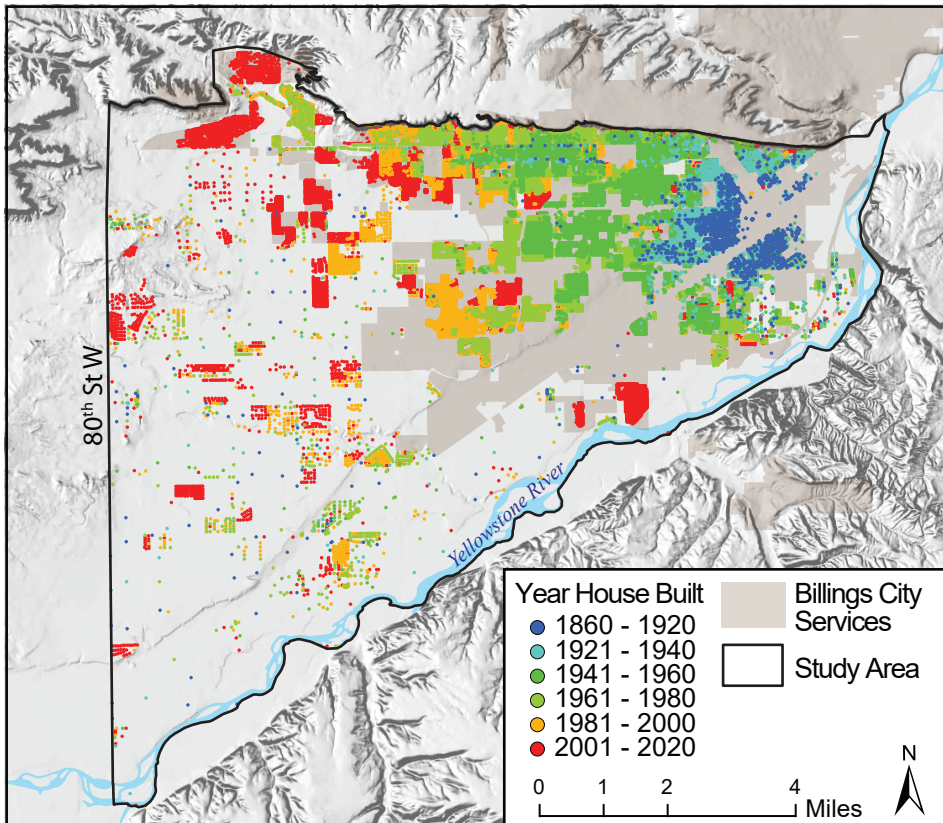 80th St W
Yellowstone River
Year House Built
1860 - 1920
1921 - 1940
1941 - 1960
1961 - 1980
1981 - 2000
2001 - 2020
Billings City
Services
Study Area
N
0 1 2 4
Miles